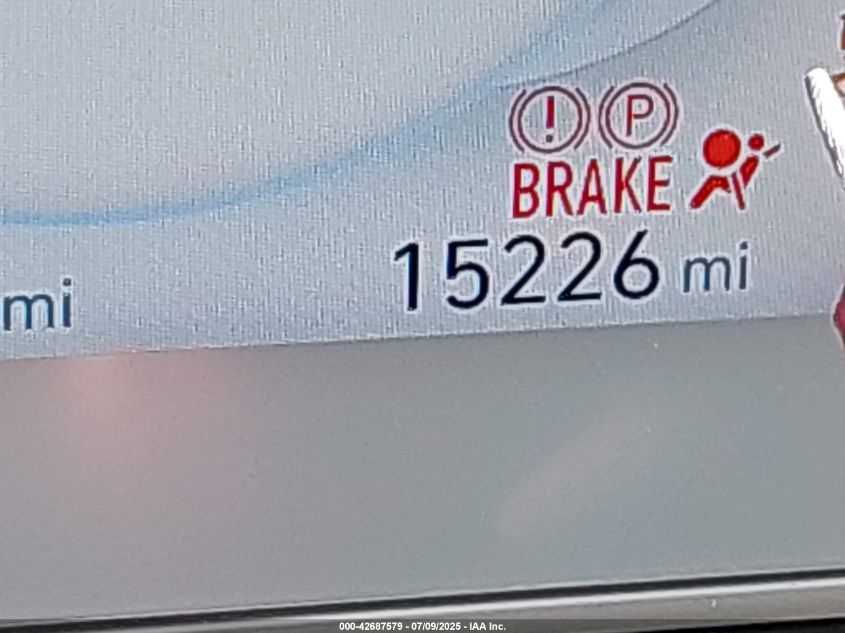 (!) (P)
BRAKE
15226 mi
mi
000-42687579 - 07/09/2025 - IAA Inc.